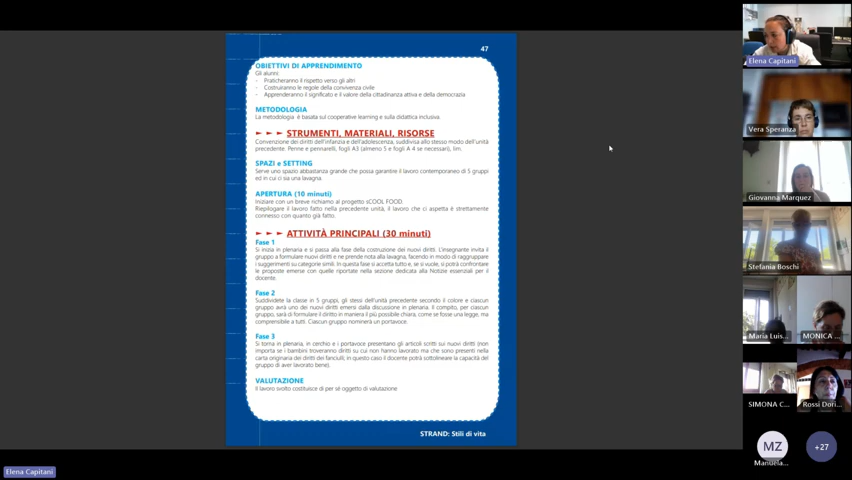 47
OBIETTIVI DI APPRENDIMENTO
Gli alunni:
- Praticheranno il rispetto verso gli altri
- Costruiranno le regole della convivenza civile
- Apprenderanno il significato e il valore della cittadinanza attiva e della democrazia
METODOLOGIA
La metodologia è basata sul cooperative learning e sulla didattica inclusiva.
► ► ► STRUMENTI, MATERIALI, RISORSE
Convenzione dei diritti dell'infanzia e dell'adolescenza, suddivisa allo stesso modo dell'unità
precedente. Penne e pennarelli, fogli A3 (almeno 5 e fogli A 4 se necessari), lim.
SPAZI e SETTING
Serve uno spazio abbastanza grande che possa garantire il lavoro contemporaneo di 5 gruppi
ed in cui ci sia una lavagna.
APERTURA (10 minuti)
Iniziare con un breve richiamo al progetto sCOOL FOOD.
Riepilogare il lavoro fatto nella precedente unità, il lavoro che ci aspetta è strettamente
connesso con quanto già fatto.
► ► ► ATTIVITÀ PRINCIPALI (30 minuti)
Fase 1
Si inizia in plenaria e si passa alla fase della costruzione dei nuovi diritti. L'insegnante invita il
gruppo a formulare nuovi diritti e ne prende nota alla lavagna, facendo in modo di raggruppare
i suggerimenti su categorie simili. In questa fase si accetta tutto e, se si vuole, si potrà confrontare
le proposte emerse con quelle riportate nella sezione dedicata alla Notizie essenziali per il
docente.
Fase 2
Suddividete la classe in 5 gruppi, gli stessi dell'unità precedente secondo il colore e ciascun
gruppo avrà uno dei nuovi diritti emersi dalla discussione in plenaria. Il compito, per ciascun
gruppo, sarà di formulare il diritto in maniera il più possibile chiara, come se fosse una legge, ma
comprensibile a tutti. Ciascun gruppo nominerà un portavoce.
Fase 3
Si torna in plenaria, in cerchio e i portavoce presentano gli articoli scritti sui nuovi diritti (non
importa se i bambini troveranno diritti su cui non hanno lavorato ma che sono presenti nella
carta originaria dei diritti dei fanciulli; in questo caso il docente potrà sottolineare la capacità del
gruppo di aver lavorato bene).
VALUTAZIONE
Il lavoro svolto costituisce di per sé oggetto di valutazione
STRAND: Stili di vita
Elena Capitani
Elena Capitani
Vera Speranza
Giovanna Marquez
Stefania Boschi
Maria Luis...
MONICA ...
SIMONA C...
Rossi Dori...
MZ
Manuela...
+27